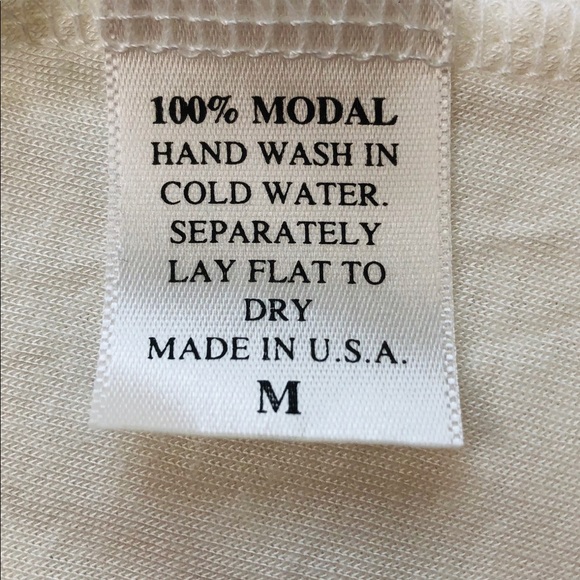 100% MODAL
HAND WASH IN
COLD WATER.
SEPARATELY
LAY FLAT TO
DRY
MADE IN U.S.A.
M